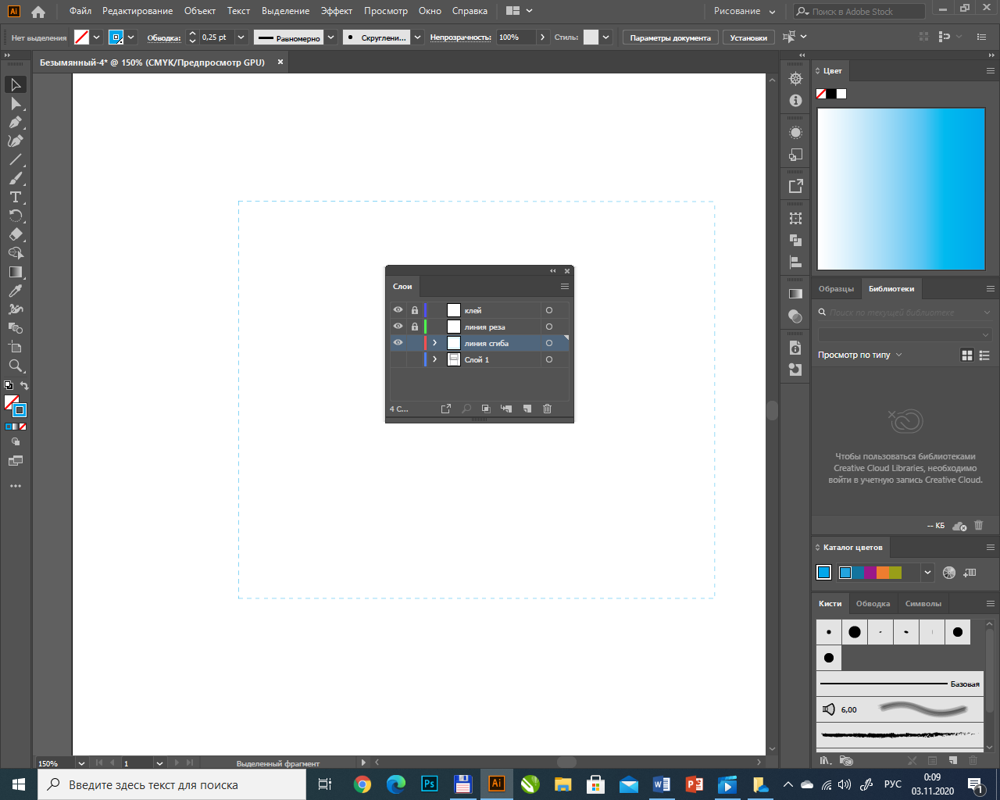 Ai Файл Редактирование Объект Текст Выделение Эффект Просмотр Окно Справка Рисование Поиск в Adobe Stock
Нет выделения Обводка: 0,25 pt Равномерно Скруглени... Непрозрачность: 100% Стиль: Параметры документа Установки
Безымянный-4* @ 150% (CMYK/Предпросмотр GPU)
Цвет
Слои
клей
линия реза
линия сгиба
Слой 1
4 С...
Образцы Библиотеки
Поиск по текущей библиотеке
Просмотр по типу
Чтобы пользоваться библиотеками
Creative Cloud Libraries, необходимо
войти в учетную запись Creative Cloud.
-- КБ
Каталог цветов
Кисти Обводка Символы
Базовая
6,00
150% 1 Выделенный фрагмент
Введите здесь текст для поиска
Ps
Ai
W
P
РУС
0:09
03.11.2020
1